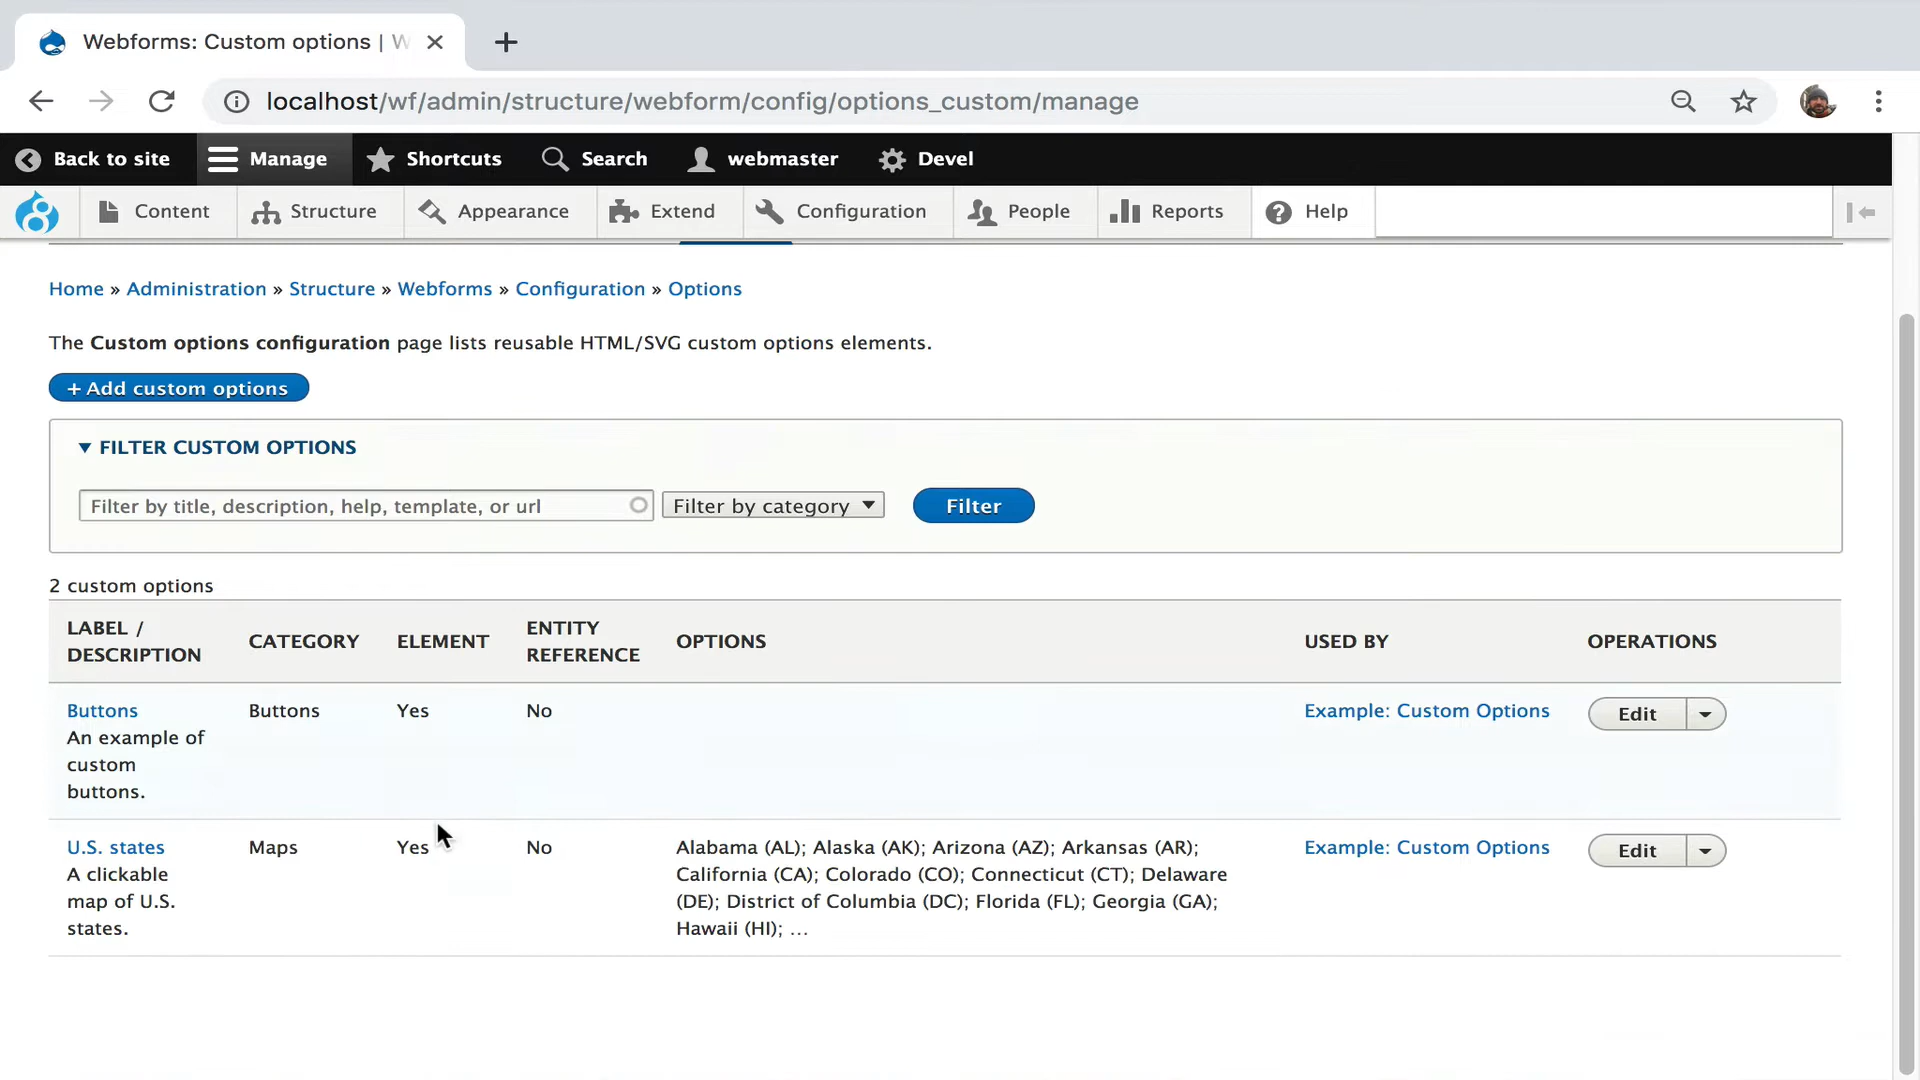 Webforms: Custom options | W
localhost/wf/admin/structure/webform/config/options_custom/manage
Back to site Manage Shortcuts Search webmaster Devel
Content Structure Appearance Extend Configuration People Reports Help
Home » Administration » Structure » Webforms » Configuration » Options
The Custom options configuration page lists reusable HTML/SVG custom options elements.
+ Add custom options
▼ FILTER CUSTOM OPTIONS
Filter by title, description, help, template, or url Filter by category Filter
2 custom options
LABEL / DESCRIPTION CATEGORY ELEMENT ENTITY REFERENCE OPTIONS USED BY OPERATIONS
Buttons Buttons Yes No Example: Custom Options Edit
An example of
custom
buttons.
U.S. states Maps Yes No Alabama (AL); Alaska (AK); Arizona (AZ); Arkansas (AR); Example: Custom Options Edit
A clickable California (CA); Colorado (CO); Connecticut (CT); Delaware
map of U.S. (DE); District of Columbia (DC); Florida (FL); Georgia (GA);
states. Hawaii (HI); ...